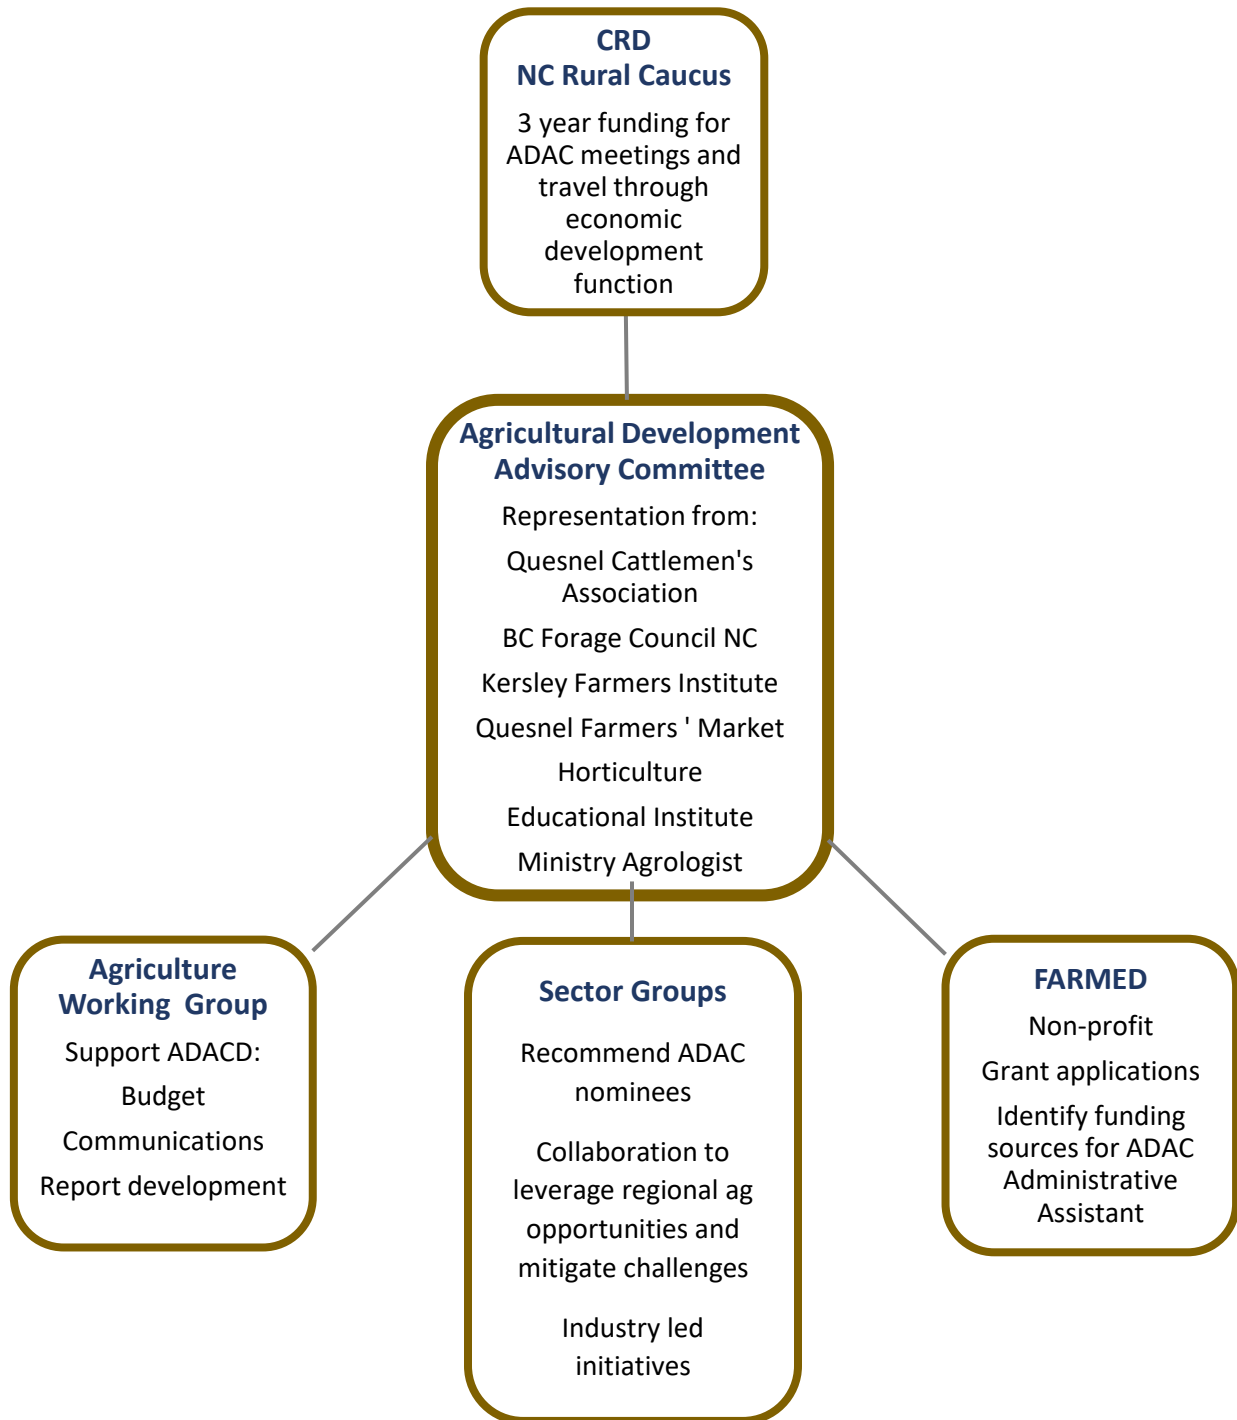 CRD
NC Rural Caucus
3 year funding for
ADAC meetings and
travel through
economic
development
function
Agricultural Development
Advisory Committee
Representation from:
Quesnel Cattlemen's
Association
BC Forage Council NC
Kersley Farmers Institute
Quesnel Farmers ' Market
Horticulture
Educational Institute
Ministry Agrologist
Agriculture
Working Group
Support ADACD:
Budget
Communications
Report development
Sector Groups
Recommend ADAC
nominees
Collaboration to
leverage regional ag
opportunities and
mitigate challenges
Industry led
initiatives
FARMED
Non-profit
Grant applications
Identify funding
sources for ADAC
Administrative
Assistant